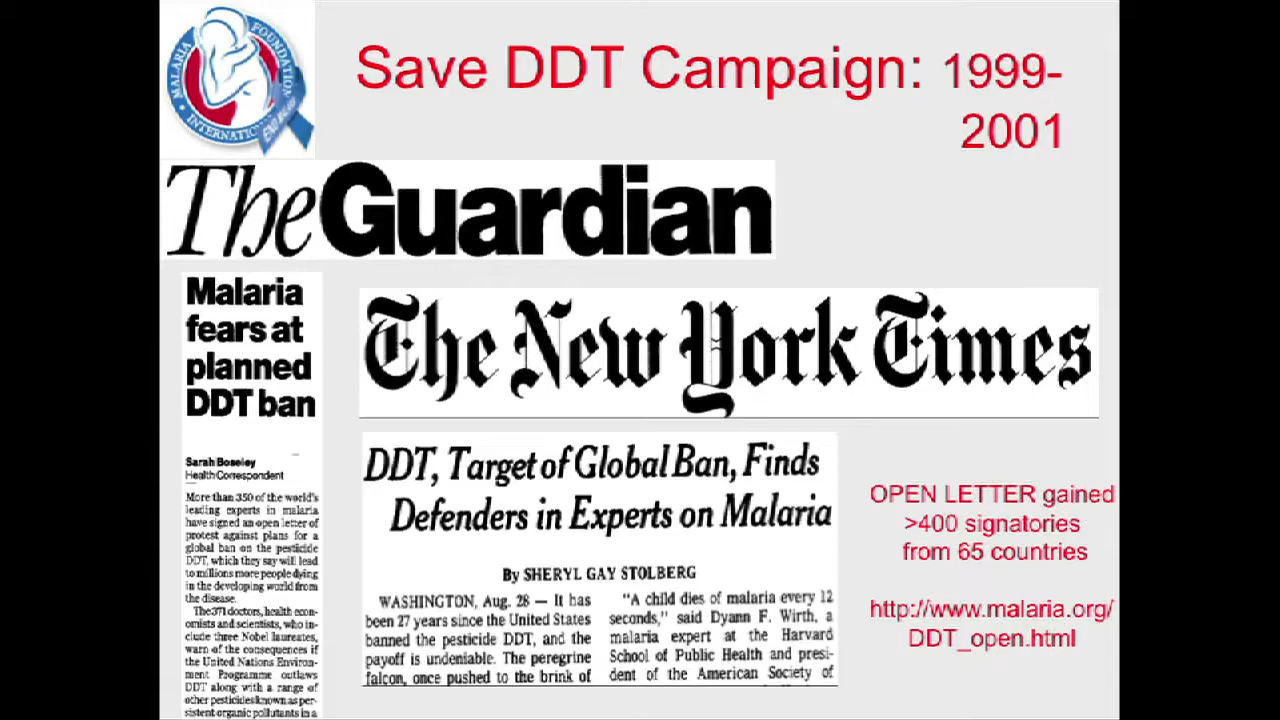 MALARIA FOUNDATION INTERNATIONAL
END MALARIA
Save DDT Campaign: 1999-
2001
The Guardian
Malaria
fears at
planned
DDT ban
Sarah Boseley
Health Correspondent
More than 350 of the world's
leading experts in malaria
have signed an open letter of
protest against plans for a
global ban on the pesticide
DDT, which they say will lead
to millions more people dying
in the developing world from
the disease.
The 371 doctors, health econ-
omists and scientists, who in-
clude three Nobel laureates,
warn of the consequences if
the United Nations Environ-
ment Programme outlaws
DDT along with a range of
other pesticides known as per-
sistent organic pollutants in a
The New York Times
DDT, Target of Global Ban, Finds
Defenders in Experts on Malaria
By SHERYL GAY STOLBERG
WASHINGTON, Aug. 28 — It has
been 27 years since the United States
banned the pesticide DDT, and the
payoff is undeniable. The peregrine
falcon, once pushed to the brink of
"A child dies of malaria every 12
seconds," said Dyann F. Wirth, a
malaria expert at the Harvard
School of Public Health and presi-
dent of the American Society of
OPEN LETTER gained
>400 signatories
from 65 countries
http://www.malaria.org/
DDT_open.html